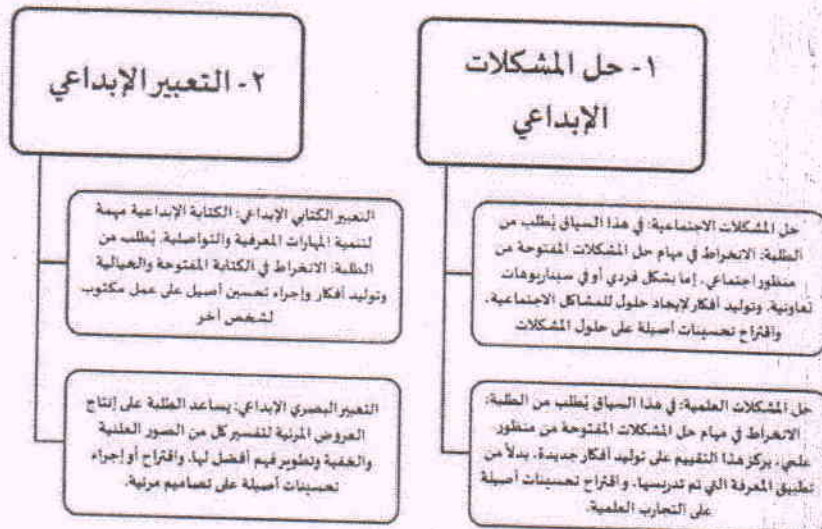 ١- حل المشكلات
الإبداعي
حل المشكلات الاجتماعية: في هذا السياق يُطلب من
الطلبة: الانخراط في مهام حل المشكلات المفتوحة من
منظور اجتماعي، إما بشكل فردي أو في سيناريوهات
تعاونية، وتوليد أفكار لإيجاد حلول للمشاكل الاجتماعية،
واقتراح تحسينات أصيلة على حلول المشكلات
حل المشكلات العلمية: في هذا السياق يُطلب من الطلبة:
الانخراط في مهام حل المشكلات المفتوحة من منظور
علمي، يركز هذا التقييم على توليد أفكار جديدة، بدلاً من
تطبيق المعرفة التي تم تدريسها، واقتراح تحسينات أصيلة
على التجارب العلمية.
٢- التعبير الإبداعي
التعبير الكتابي الإبداعي: الكتابة الإبداعية مهمة
لتنمية المهارات المعرفية والتواصلية. يُطلب من
الطلبة: الانخراط في الكتابة المفتوحة والخيالية
وتوليد أفكار وإجراء تحسين أصيل على عمل مكتوب
لشخص آخر
التعبير البصري الإبداعي: يساعد الطلبة على إنتاج
العروض المرئية لتفسير كل من الصور العلنية
والخفية وتطوير فهم أفضل لها، واقتراح أو إجراء
تحسينات أصيلة على تصاميم مرئية.